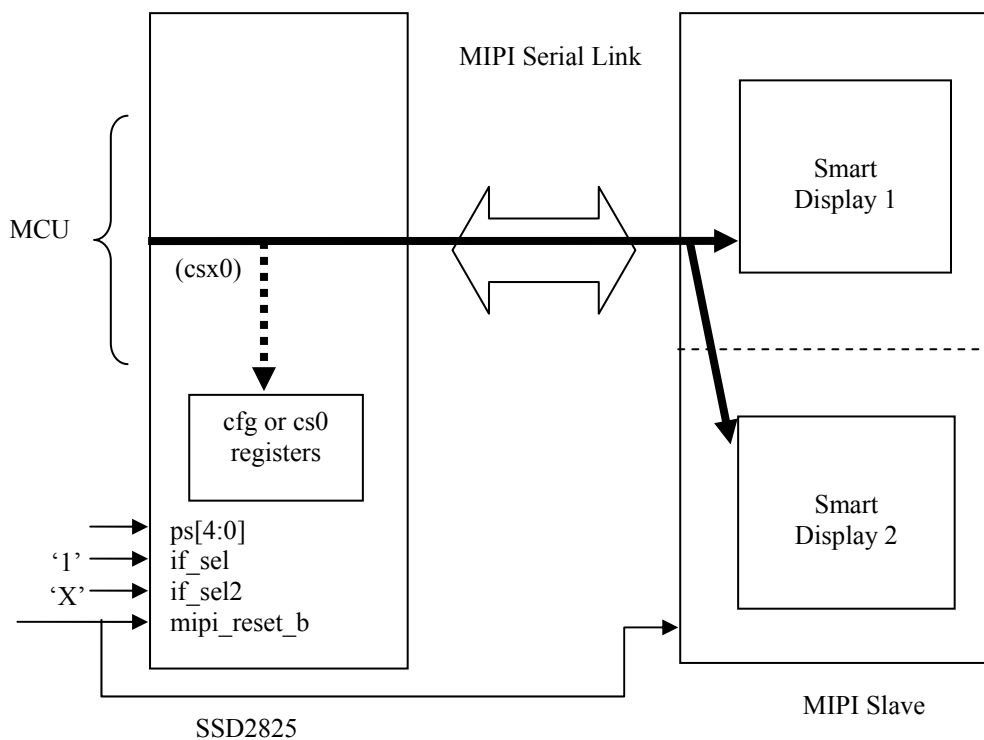 MIPI Serial Link
Smart
Display 1
MCU
(csx0)
cfg or cs0
registers
Smart
Display 2
ps[4:0]
‘1’ if_sel
‘X’ if_sel2
mipi_reset_b
MIPI Slave
SSD2825